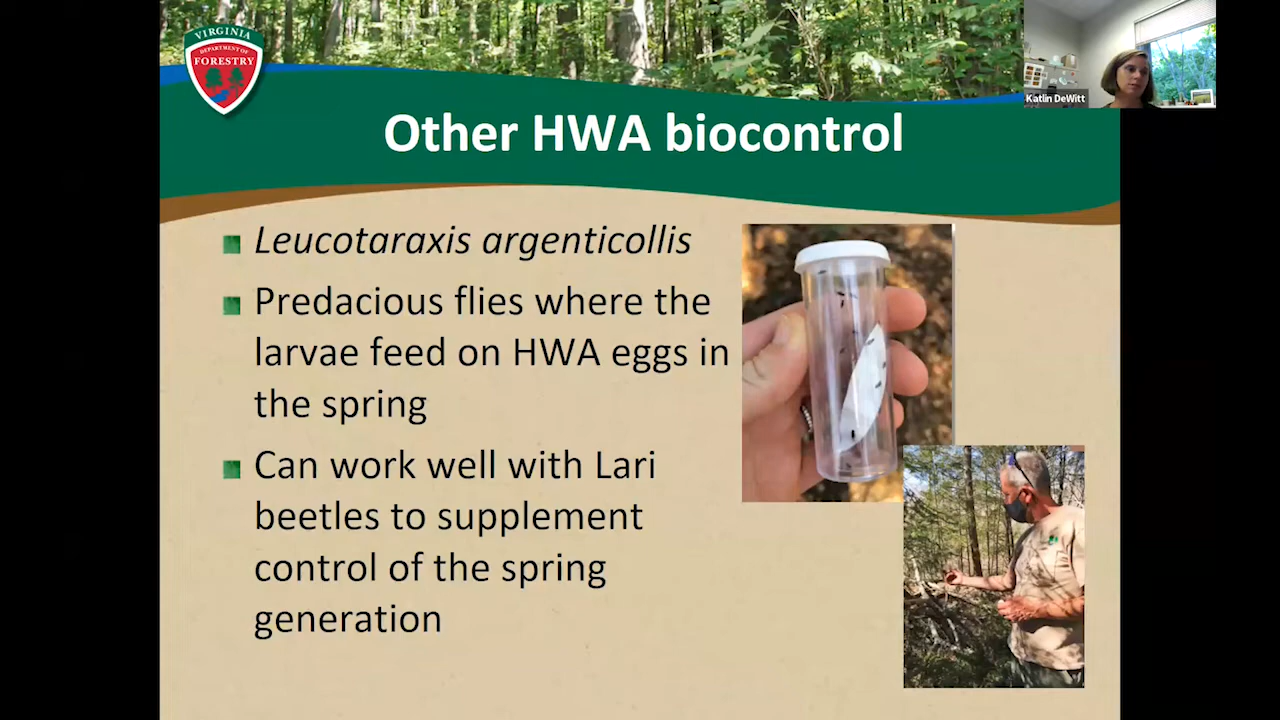 VIRGINIA
DEPARTMENT OF
FORESTRY
Katlin DeWitt
Other HWA biocontrol
Leucotaraxis argenticollis
Predacious flies where the
larvae feed on HWA eggs in
the spring
Can work well with Lari
beetles to supplement
control of the spring
generation